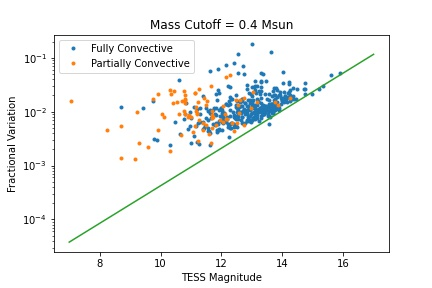 Mass Cutoff = 0.4 Msun
Fully Convective
Partially Convective
Fractional Variation
10⁻¹
10⁻²
10⁻³
10⁻⁴
8 10 12 14 16
TESS Magnitude